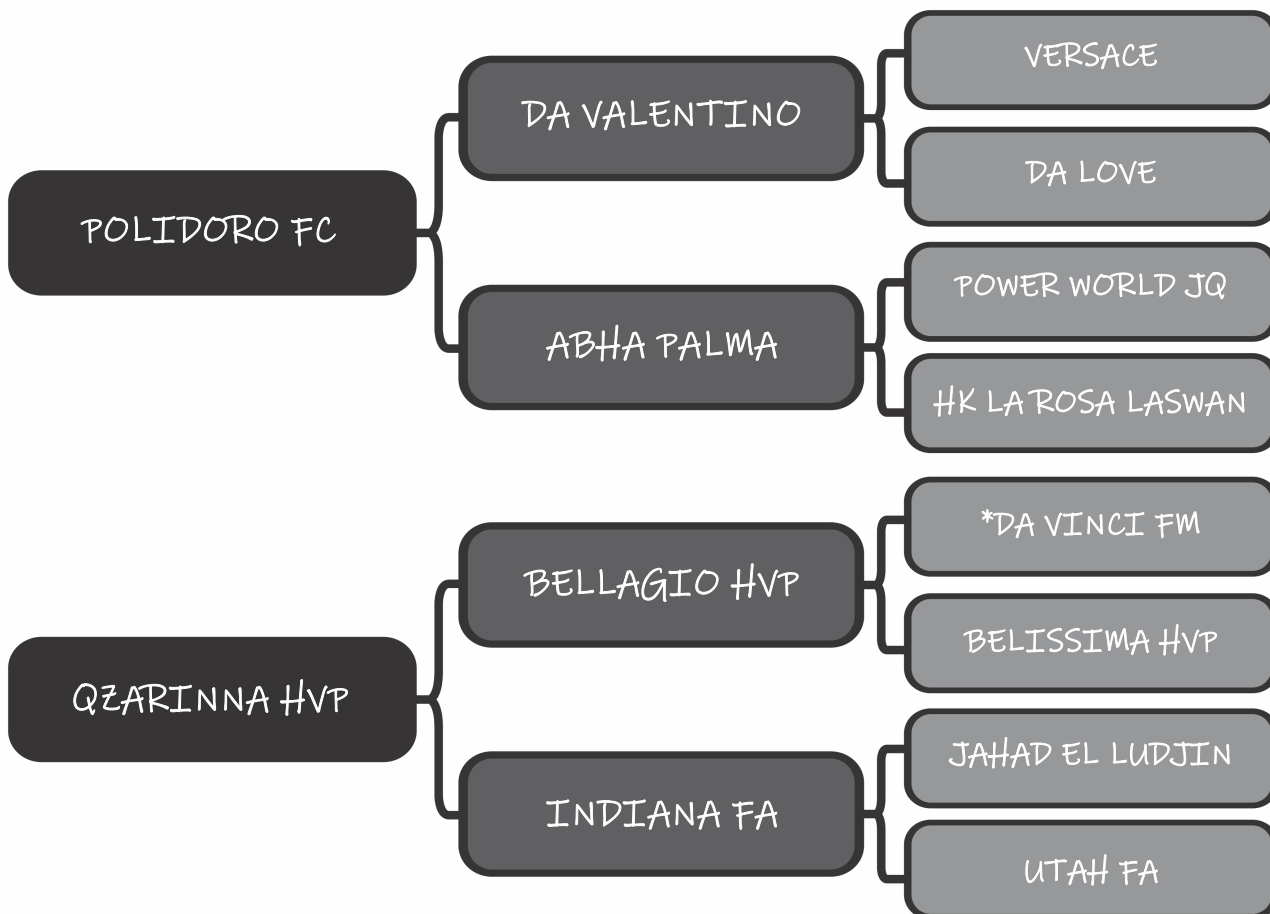 VERSACE
DA VALENTINO
DA LOVE
POLIDORO FC
POWER WORLD JQ
ABHA PALMA
HK LA ROSA LASWAN
*DA VINCI FM
BELLAGIO HVP
BELISSIMA HVP
QZARINNA HVP
JAHAD EL LUDJIN
INDIANA FA
UTAH FA